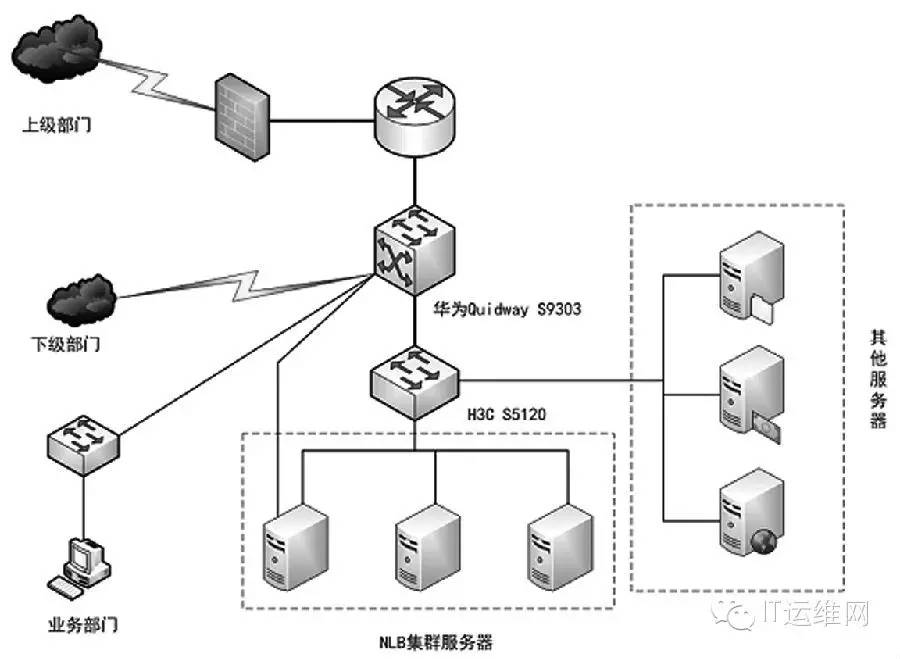 上级部门
华为Quidway S9303
下级部门
H3C S5120
其他服务器
业务部门
NLB集群服务器
IT运维网